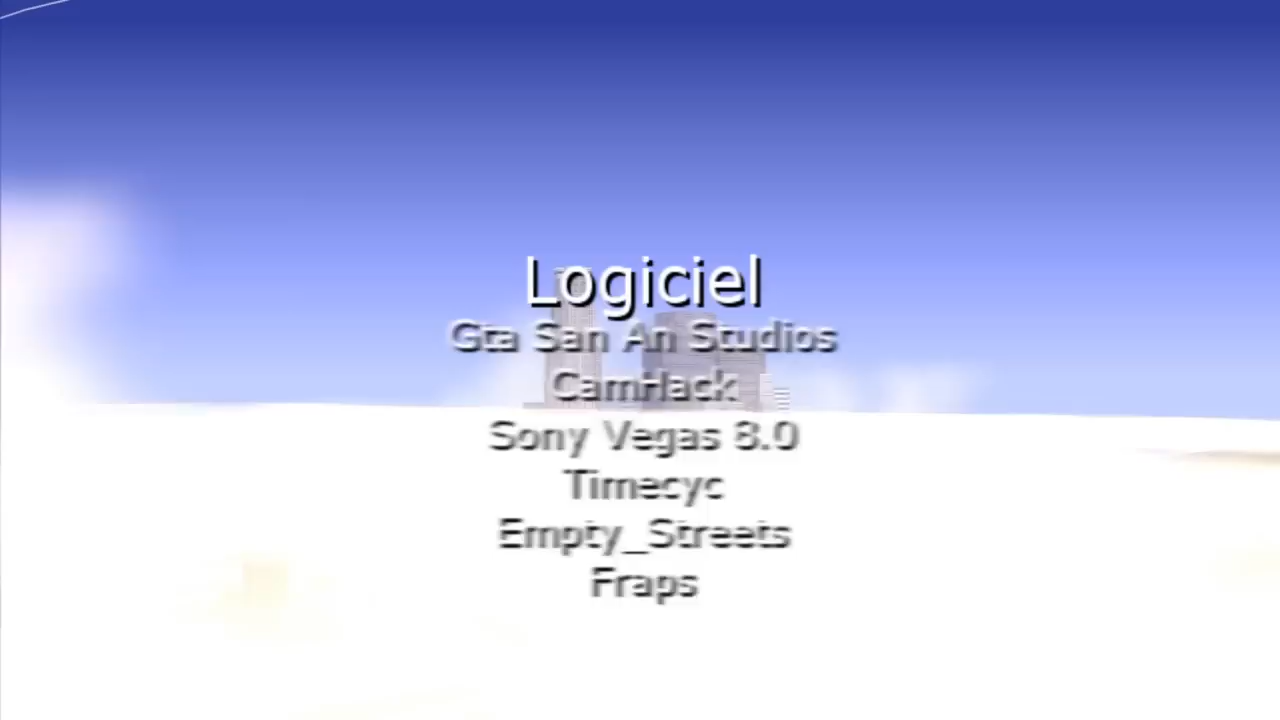 Logiciel
Gta San An Studios
CamHack
Sony Vegas 8.0
Timecyc
Empty_Streets
Fraps